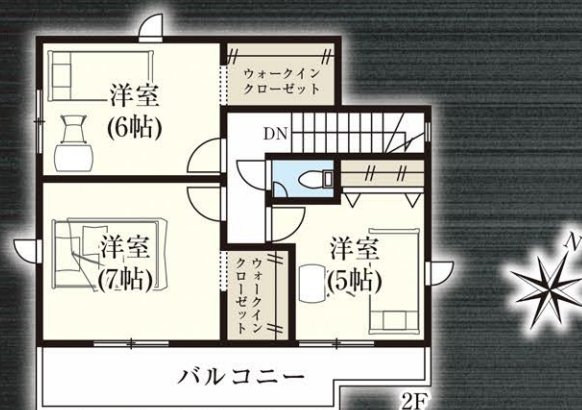 ウォークイン
クローゼット
洋室
(6帖)
DN
洋室
(7帖)
ウォークイン
クローゼット
洋室
(5帖)
N
バルコニー
2F